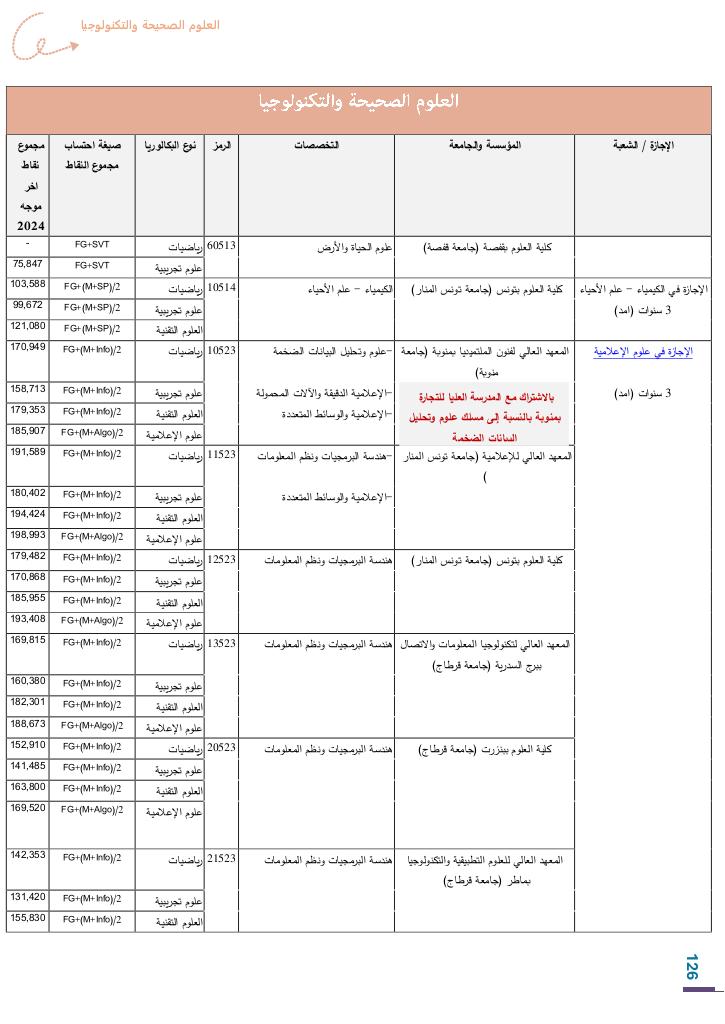 العلوم الصحيحة والتكنولوجيا
العلوم الصحيحة والتكنولوجيا
الإجازة / الشعبة المؤسسة والجامعة التخصصات الرمز نوع البكالوريا صيغة احتساب مجموع النقاط مجموع نقاط اخر موجه 2024
كلية العلوم بقفصة (جامعة قفصة) علوم الحياة والأرض 60513 رياضيات FG+SVT -
علوم تجريبية FG+SVT 75,847
الإجازة في الكيمياء – علم الأحياء كلية العلوم بتونس (جامعة تونس المنار) الكيمياء – علم الأحياء 10514 رياضيات FG+(M+SP)/2 103,588
3 سنوات (امد) علوم تجريبية FG+(M+SP)/2 99,672
العلوم التقنية FG+(M+SP)/2 121,080
الإجازة في علوم الإعلامية المعهد العالي لفنون الملتميديا بمنوبة (جامعة منوبة) –علوم وتحليل البيانات الضخمة 10523 رياضيات FG+(M+Info)/2 170,949
3 سنوات (امد) بالاشتراك مع المدرسة العليا للتجارة –الإعلامية الدقيقة والآلات المحمولة علوم تجريبية FG+(M+Info)/2 158,713
بمنوبة بالنسبة إلى مسلك علوم وتحليل –الإعلامية والوسائط المتعددة العلوم التقنية FG+(M+Info)/2 179,353
البيانات الضخمة علوم الإعلامية FG+(M+Algo)/2 185,907
المعهد العالي للإعلامية (جامعة تونس المنار ) –هندسة البرمجيات ونظم المعلومات 11523 رياضيات FG+(M+Info)/2 191,589
–الإعلامية والوسائط المتعددة علوم تجريبية FG+(M+Info)/2 180,402
العلوم التقنية FG+(M+Info)/2 194,424
علوم الإعلامية FG+(M+Algo)/2 198,993
كلية العلوم بتونس (جامعة تونس المنار) هندسة البرمجيات ونظم المعلومات 12523 رياضيات FG+(M+Info)/2 179,482
علوم تجريبية FG+(M+Info)/2 170,868
العلوم التقنية FG+(M+Info)/2 185,955
علوم الإعلامية FG+(M+Algo)/2 193,408
المعهد العالي لتكنولوجيا المعلومات والاتصال ببرج السدرية (جامعة قرطاج) هندسة البرمجيات ونظم المعلومات 13523 رياضيات FG+(M+Info)/2 169,815
علوم تجريبية FG+(M+Info)/2 160,380
العلوم التقنية FG+(M+Info)/2 182,301
علوم الإعلامية FG+(M+Algo)/2 188,673
كلية العلوم ببنزرت (جامعة قرطاج) هندسة البرمجيات ونظم المعلومات 20523 رياضيات FG+(M+Info)/2 152,910
علوم تجريبية FG+(M+Info)/2 141,485
العلوم التقنية FG+(M+Info)/2 163,800
علوم الإعلامية FG+(M+Algo)/2 169,520
المعهد العالي للعلوم التطبيقية والتكنولوجيا بماطر (جامعة قرطاج) هندسة البرمجيات ونظم المعلومات 21523 رياضيات FG+(M+Info)/2 142,353
علوم تجريبية FG+(M+Info)/2 131,420
العلوم التقنية FG+(M+Info)/2 155,830
126